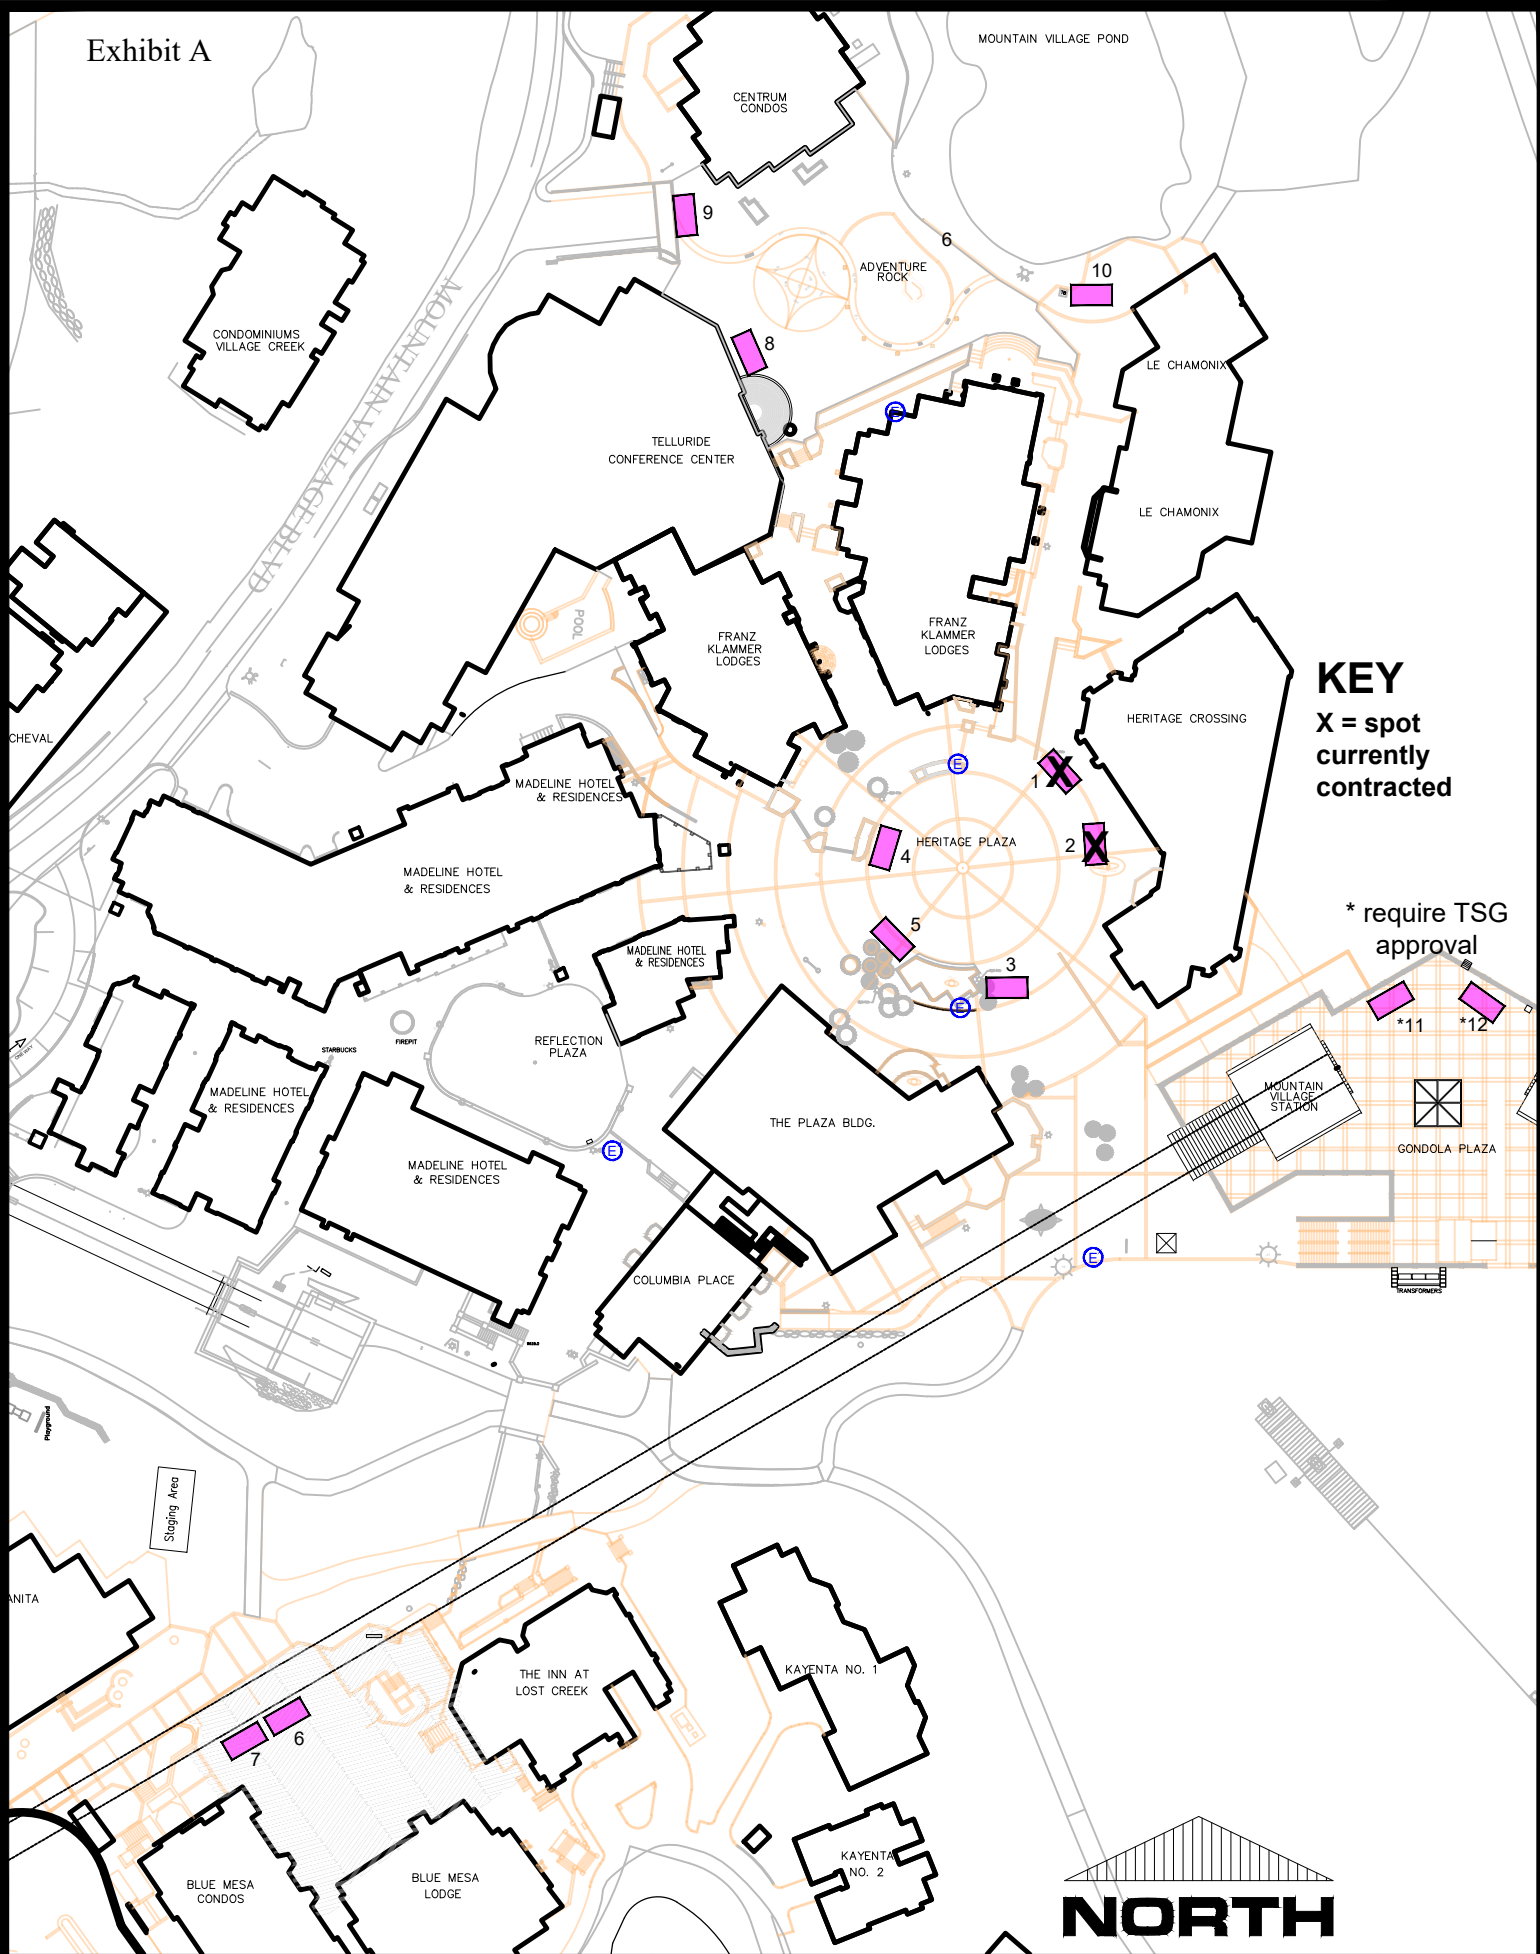 Exhibit A
MOUNTAIN VILLAGE POND
CENTRUM
CONDOS
9
6
ADVENTURE
ROCK
10
CONDOMINIUMS
VILLAGE CREEK
MOUNTAIN VILLAGE BLVD
8
LE CHAMONIX
E
TELLURIDE
CONFERENCE CENTER
LE CHAMONIX
POOL
FRANZ
KLAMMER
LODGES
FRANZ
KLAMMER
LODGES
KEY
X = spot
currently
contracted
HERITAGE CROSSING
CHEVAL
E
1
X
MADELINE HOTEL
& RESIDENCES
HERITAGE PLAZA
2
X
4
MADELINE HOTEL
& RESIDENCES
* require TSG
approval
5
MADELINE HOTEL
& RESIDENCES
3
E
*11
*12
FIREPIT
STARBUCKS
REFLECTION
PLAZA
ONE WAY
MADELINE HOTEL
& RESIDENCES
MOUNTAIN
VILLAGE
STATION
THE PLAZA BLDG.
GONDOLA PLAZA
E
MADELINE HOTEL
& RESIDENCES
E
COLUMBIA PLACE
TRANSFORMERS
Playground
Staging Area
ANITA
THE INN AT
LOST CREEK
KAYENTA NO. 1
6
7
BLUE MESA
CONDOS
BLUE MESA
LODGE
KAYENTA
NO. 2
NORTH